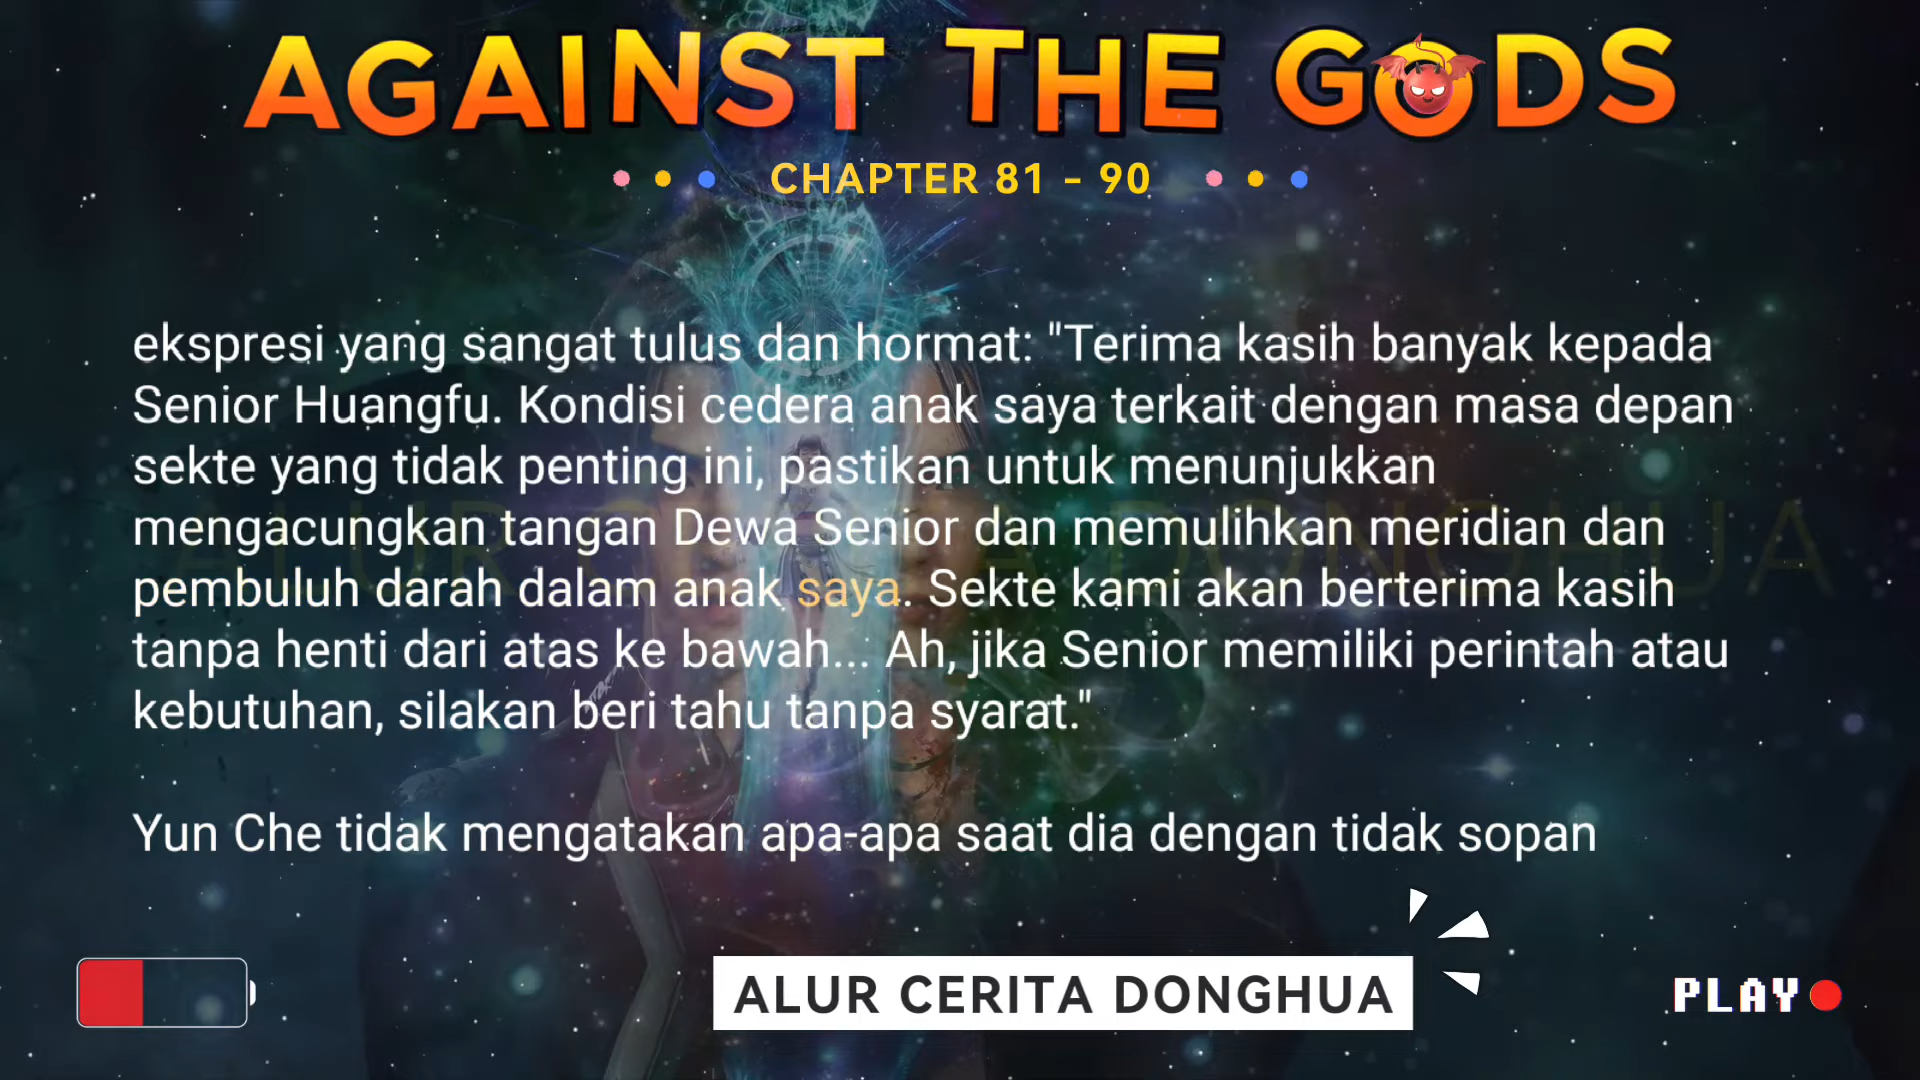 AGAINST THE GODS
CHAPTER 81 - 90
ekspresi yang sangat tulus dan hormat: "Terima kasih banyak kepada
Senior Huangfu. Kondisi cedera anak saya terkait dengan masa depan
sekte yang tidak penting ini, pastikan untuk menunjukkan
mengacungkan tangan Dewa Senior dan memulihkan meridian dan
pembuluh darah dalam anak saya. Sekte kami akan berterima kasih
tanpa henti dari atas ke bawah... Ah, jika Senior memiliki perintah atau
kebutuhan, silakan beri tahu tanpa syarat."
Yun Che tidak mengatakan apa-apa saat dia dengan tidak sopan
ALUR CERITA DONGHUA
PLAY